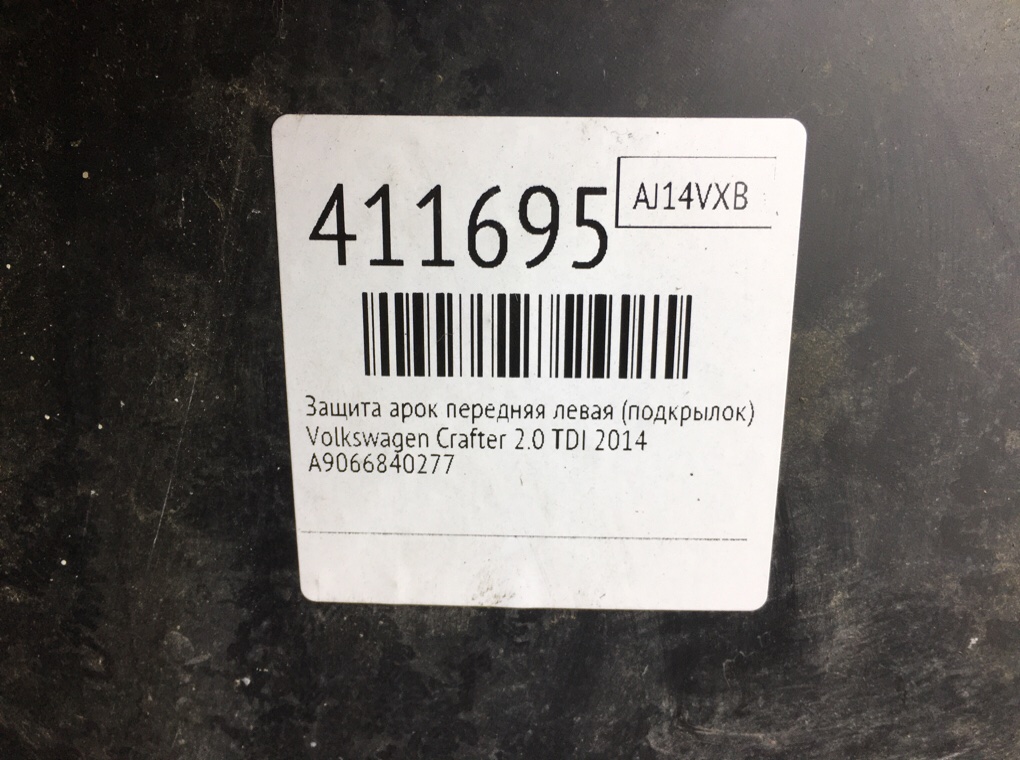 411695
AJ14VXB
Защита арок передняя левая (подкрылок)
Volkswagen Crafter 2.0 TDI 2014
A9066840277